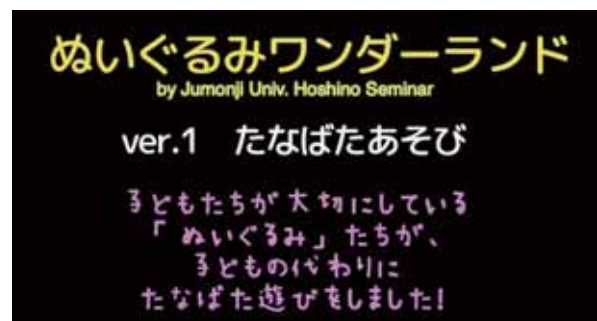 ぬいぐるみワンダーランド
by Jumonji Univ. Hoshino Seminar
ver.1　たなばたあそび
子どもたちが大切にしている
「ぬいぐるみ」たちが、
子どもの代わりに
たなばた遊びをしました!